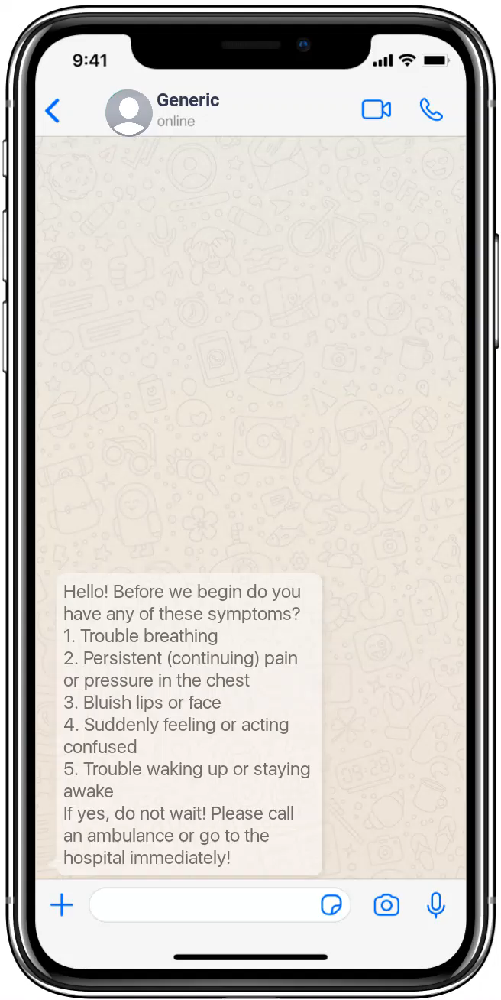 9:41
Generic
online
Hello! Before we begin do you
have any of these symptoms?
1. Trouble breathing
2. Persistent (continuing) pain
or pressure in the chest
3. Bluish lips or face
4. Suddenly feeling or acting
confused
5. Trouble waking up or staying
awake
If yes, do not wait! Please call
an ambulance or go to the
hospital immediately!